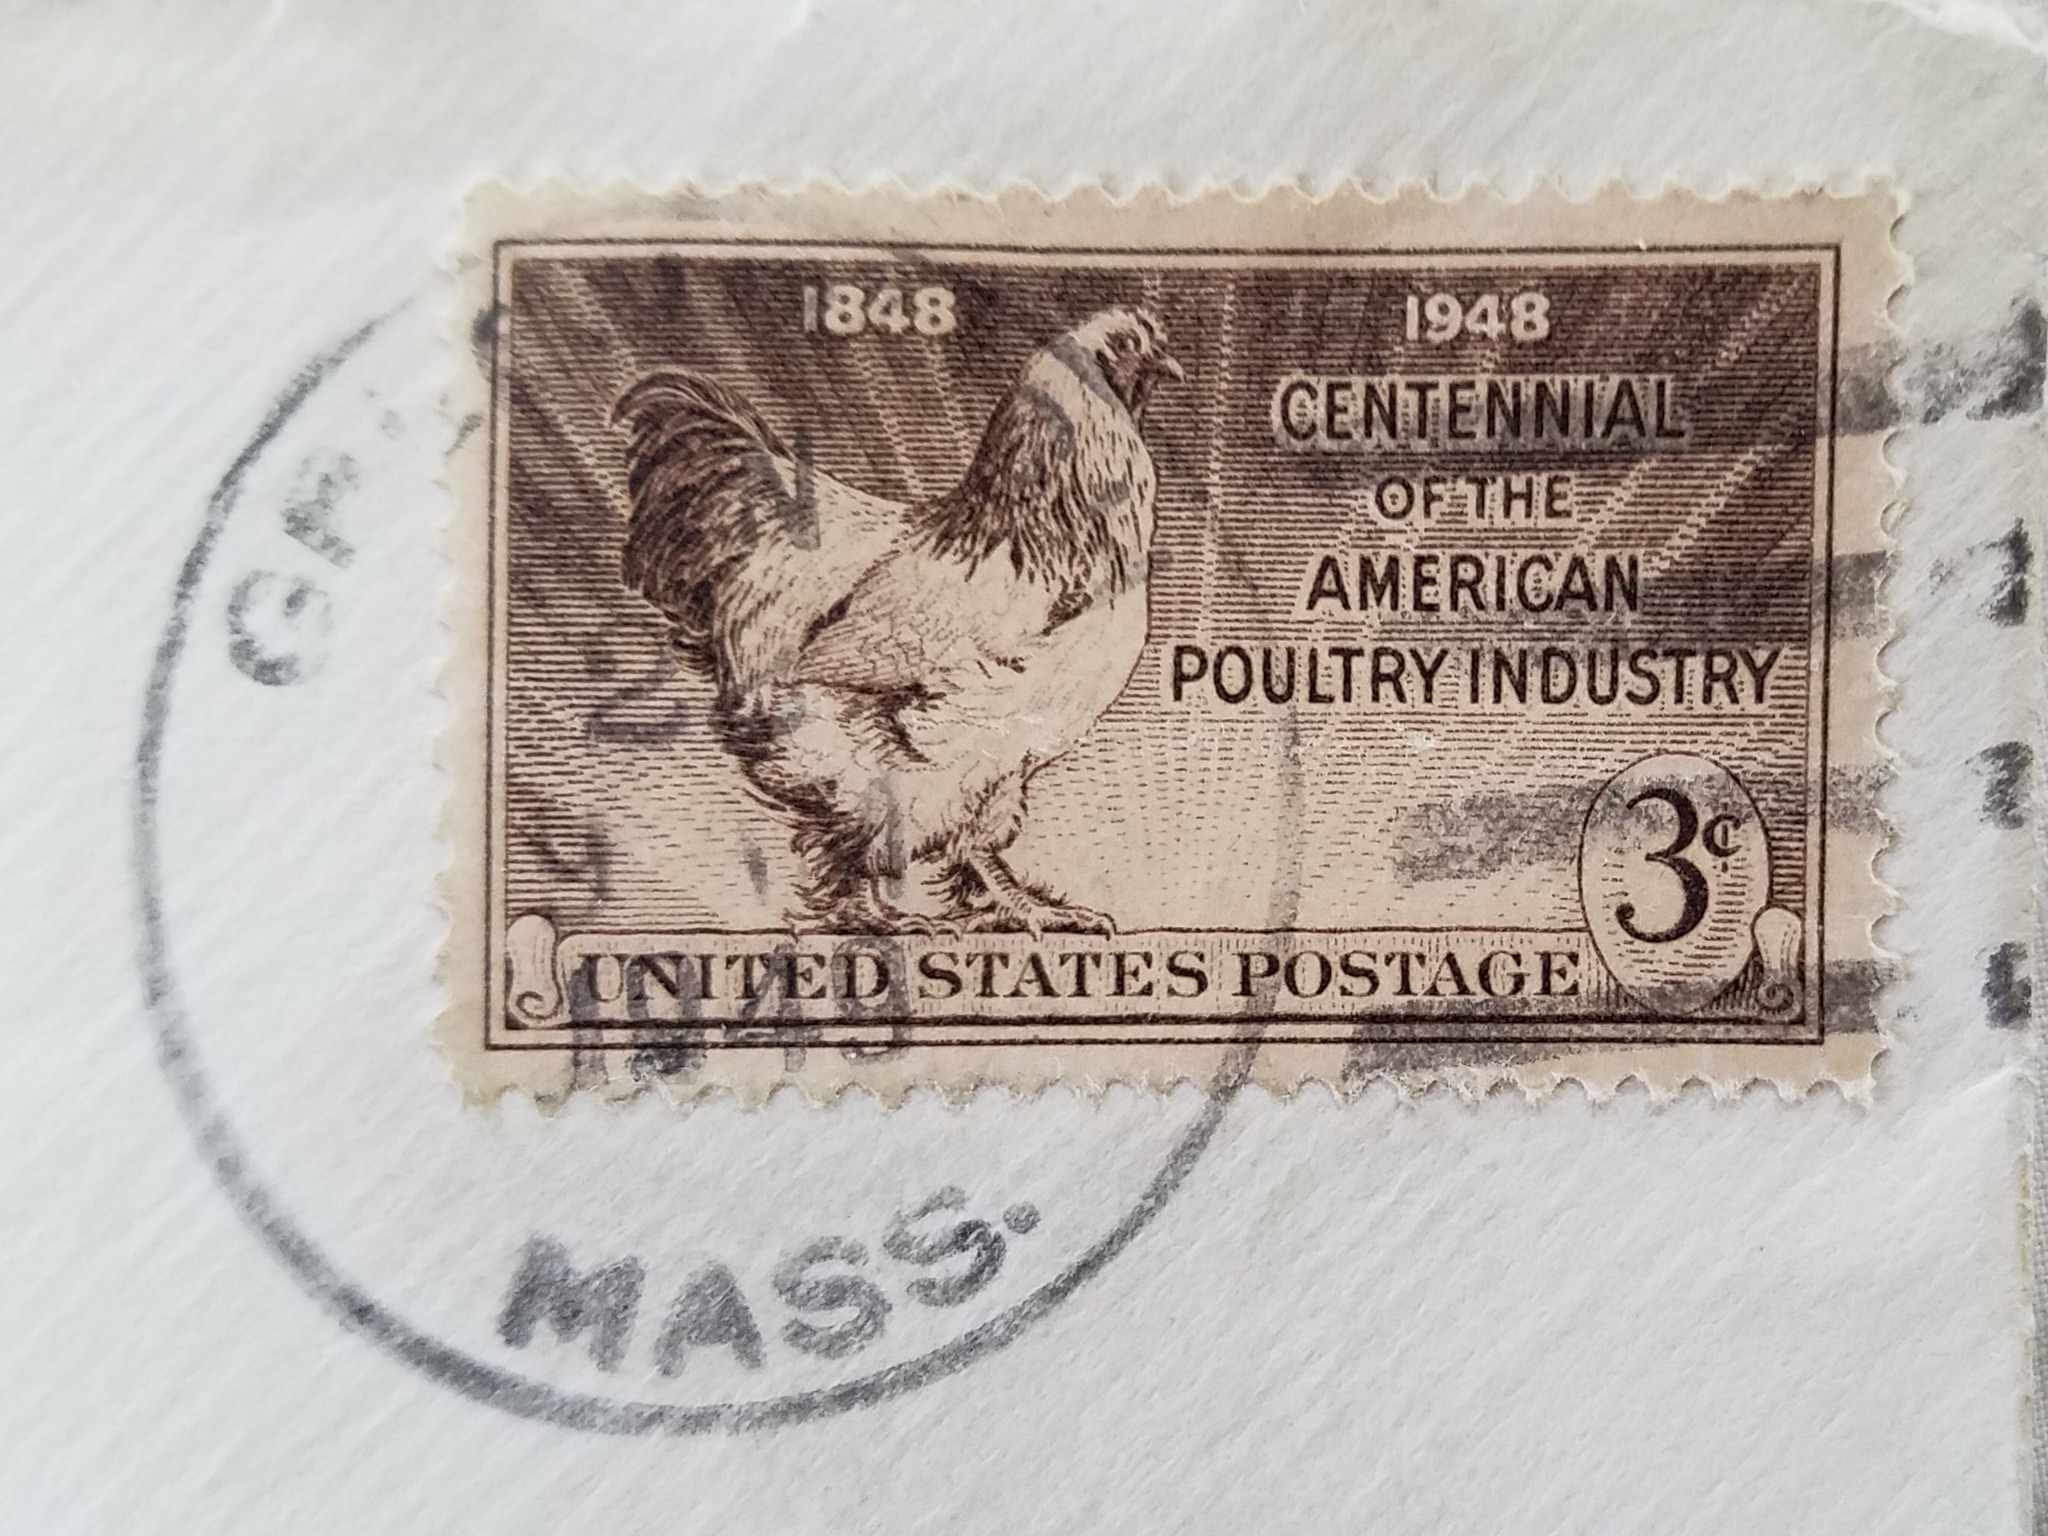 1848 1948
CENTENNIAL
OF THE
AMERICAN
POULTRY INDUSTRY
3¢
UNITED STATES POSTAGE
MASS.